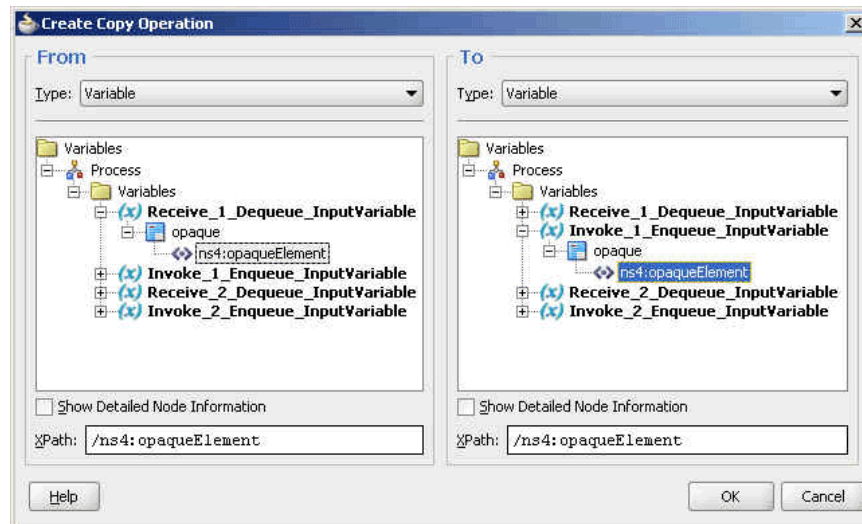 Create Copy Operation
From
Type: Variable
Variables
Process
Variables
Receive_1_Dequeue_InputVariable
opaque
ns4:opaqueElement
Invoke_1_Enqueue_InputVariable
Receive_2_Dequeue_InputVariable
Invoke_2_Enqueue_InputVariable
Show Detailed Node Information
XPath: /ns4:opaqueElement
To
Type: Variable
Variables
Process
Variables
Receive_1_Dequeue_InputVariable
Invoke_1_Enqueue_InputVariable
opaque
ns4:opaqueElement
Receive_2_Dequeue_InputVariable
Invoke_2_Enqueue_InputVariable
Show Detailed Node Information
XPath: /ns4:opaqueElement
Help
OK
Cancel